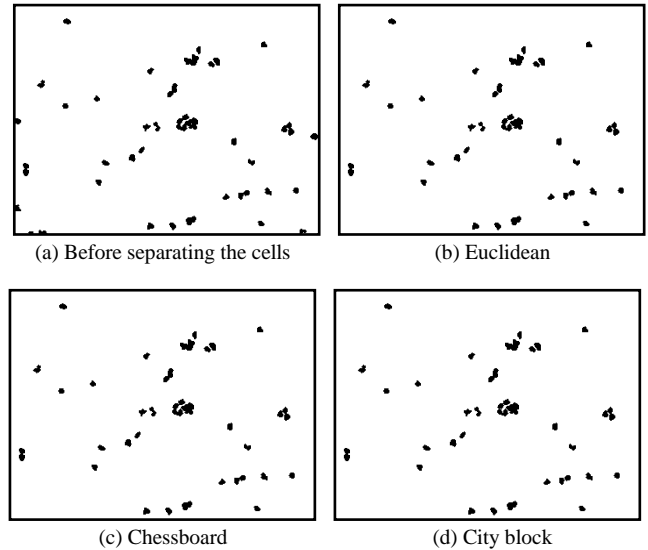 (a) Before separating the cells
(b) Euclidean
(c) Chessboard
(d) City block